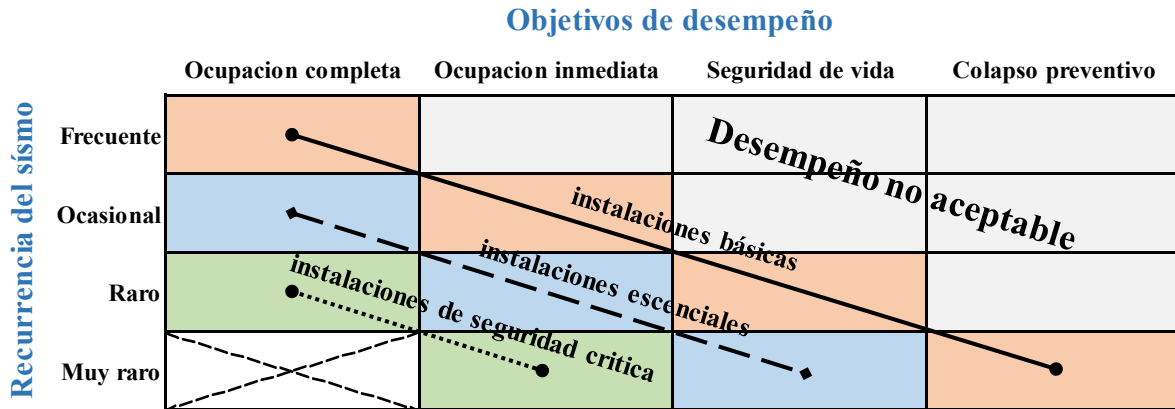 Objetivos de desempeño
Ocupacion completa
Ocupacion inmediata
Seguridad de vida
Colapso preventivo
Recurrencia del sísmo
Frecuente
Ocasional
Raro
Muy raro
Desempeño no aceptable
instalaciones básicas
instalaciones escenciales
instalaciones de seguridad critica